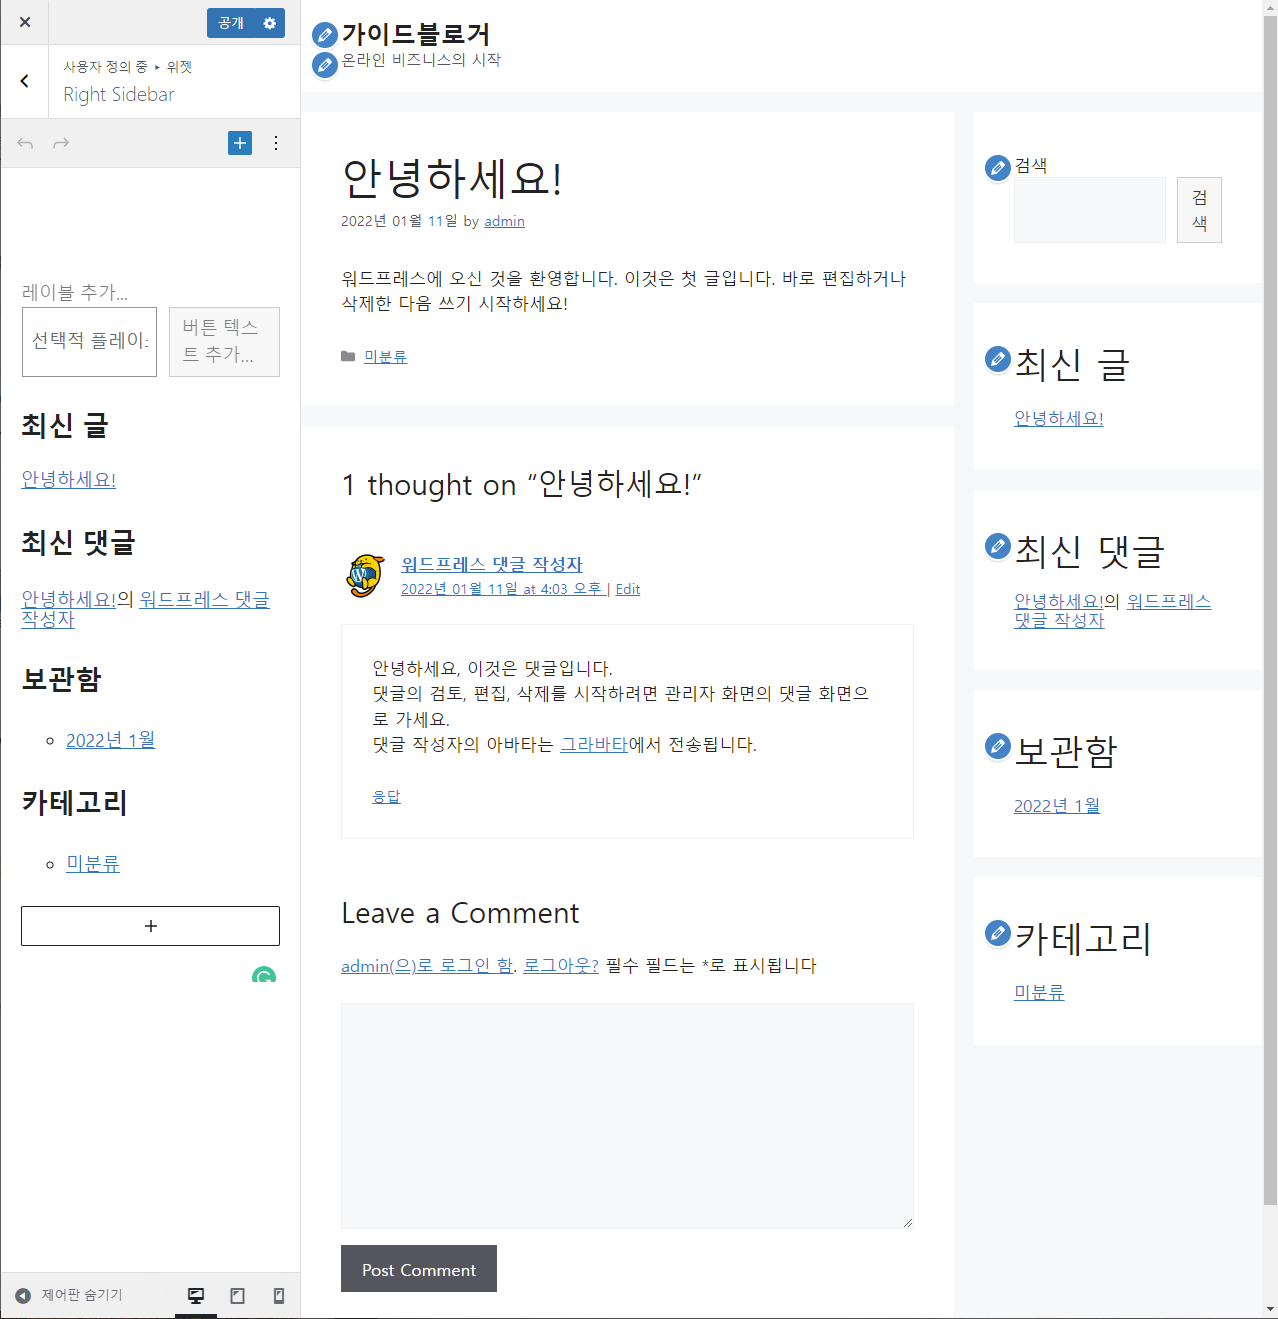 공개
사용자 정의 중 ▸ 위젯
Right Sidebar
레이블 추가...
선택적 플레이
버튼 텍스
트 추가...
최신 글
안녕하세요!
최신 댓글
안녕하세요!의 워드프레스 댓글
작성자
보관함
2022년 1월
카테고리
미분류
제어판 숨기기
가이드블로거
온라인 비즈니스의 시작
안녕하세요!
2022년 01월 11일 by admin
워드프레스에 오신 것을 환영합니다. 이것은 첫 글입니다. 바로 편집하거나
삭제한 다음 쓰기 시작하세요!
미분류
1 thought on “안녕하세요!”
워드프레스 댓글 작성자
2022년 01월 11일 at 4:03 오후 | Edit
안녕하세요, 이것은 댓글입니다.
댓글의 검토, 편집, 삭제를 시작하려면 관리자 화면의 댓글 화면으
로 가세요.
댓글 작성자의 아바타는 그라바타에서 전송됩니다.
응답
Leave a Comment
admin(으)로 로그인 함. 로그아웃? 필수 필드는 *로 표시됩니다
Post Comment
검색
검
색
최신 글
안녕하세요!
최신 댓글
안녕하세요!의 워드프레스
댓글 작성자
보관함
2022년 1월
카테고리
미분류